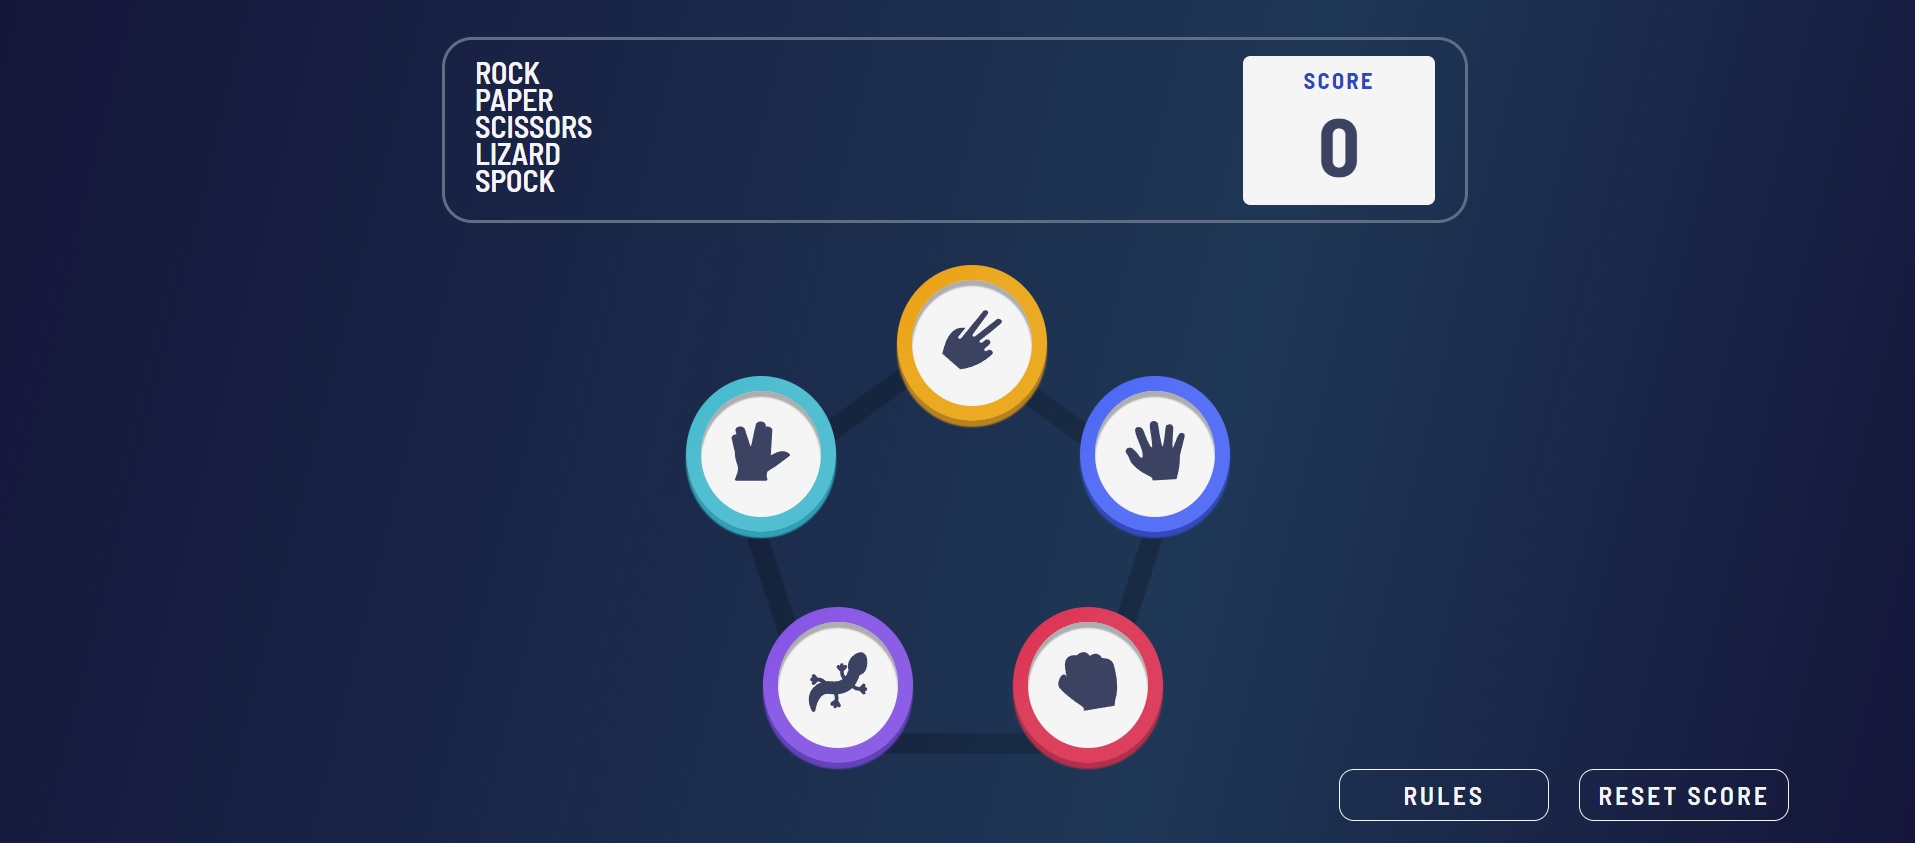 ROCK
PAPER
SCISSORS
LIZARD
SPOCK
SCORE
0
RULES
RESET SCORE